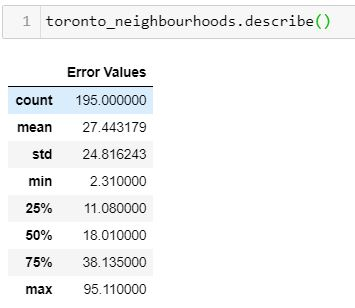 1 toronto_neighbourhoods.describe()
Error Values
count 195.000000
mean 27.443179
std 24.816243
min 2.310000
25% 11.080000
50% 18.010000
75% 38.135000
max 95.110000